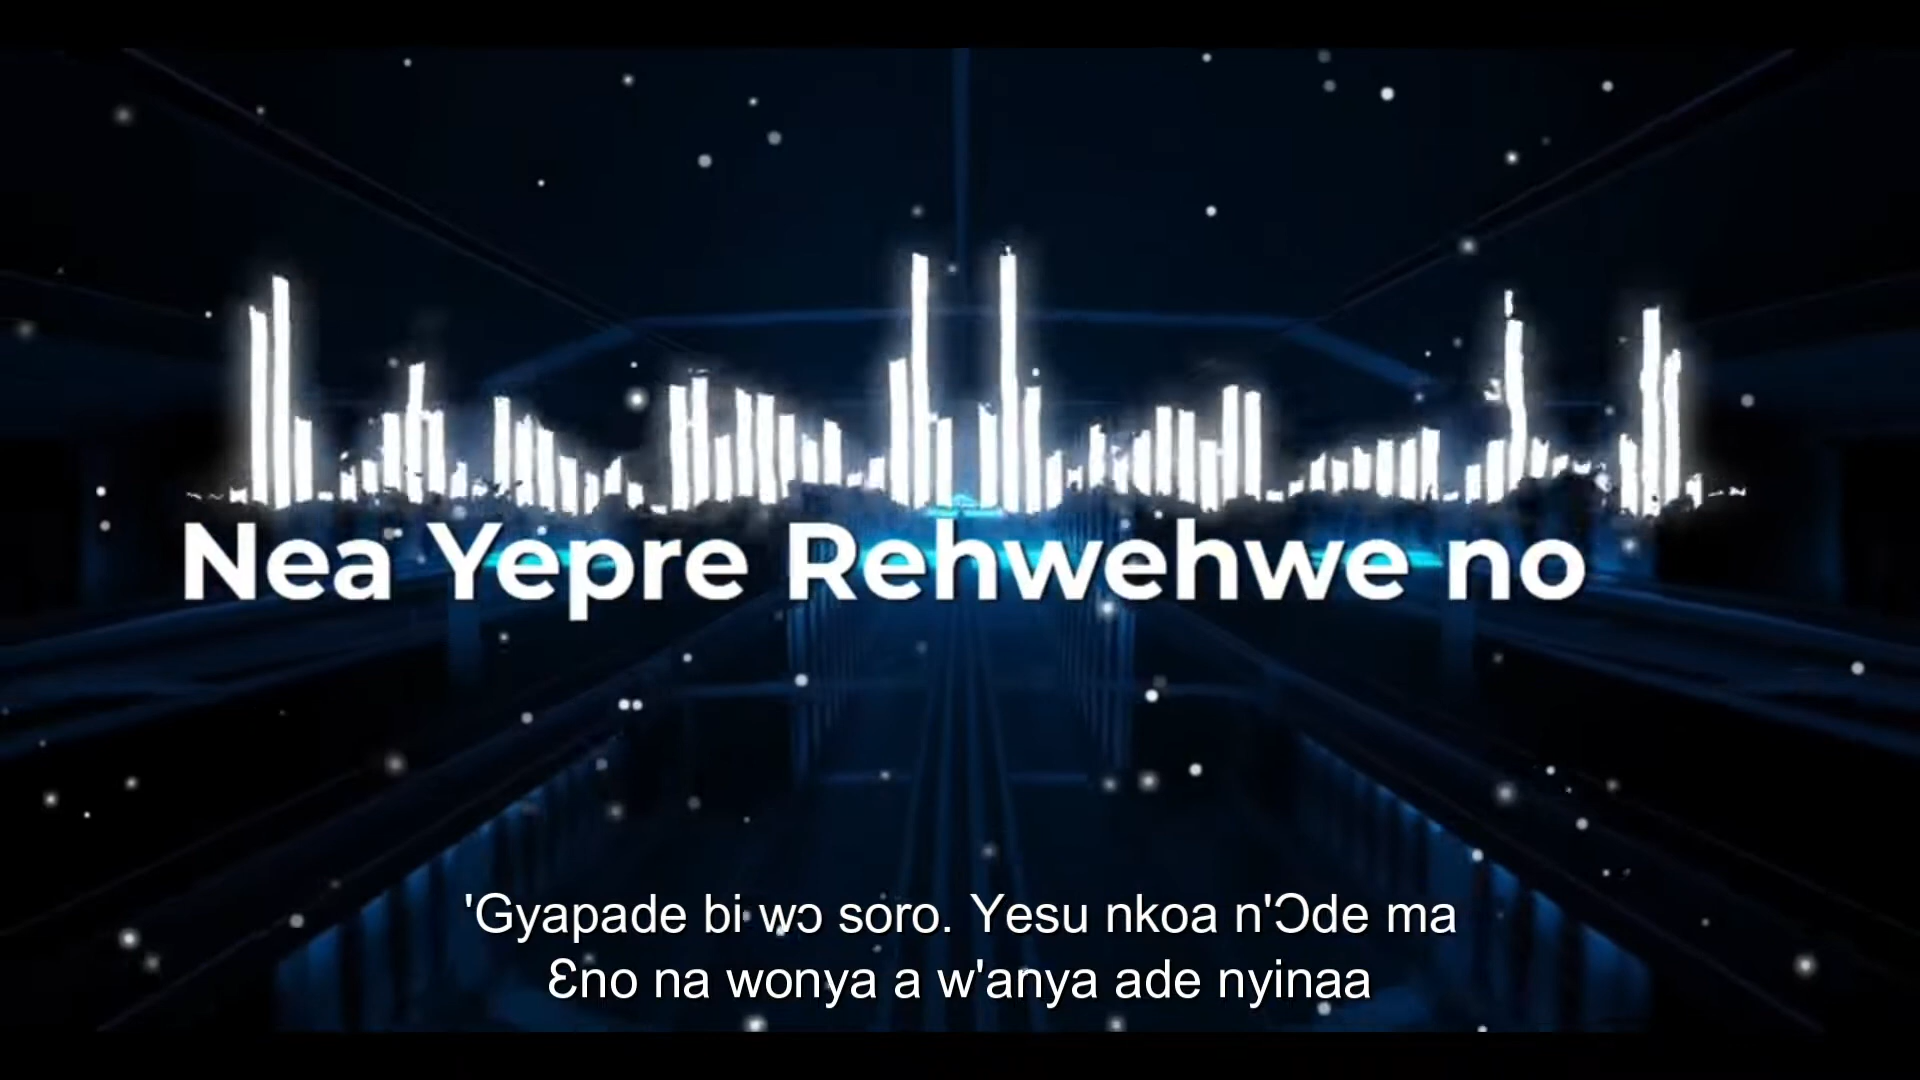 Nea Yepre Rehwehwe no
'Gyapade bi wɔ soro. Yesu nkoa n'Ɔde ma
Ɛno na wonya a w'anya ade nyinaa